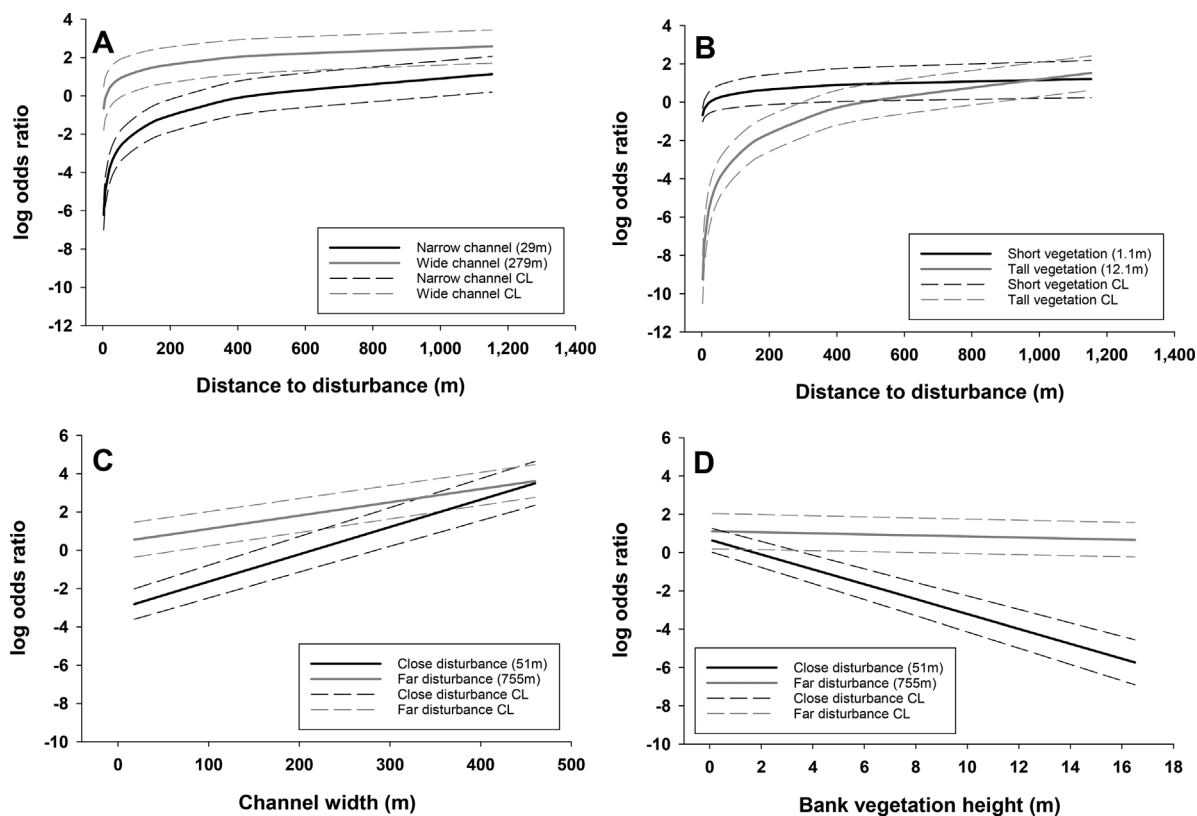 A
log odds ratio
4
2
0
-2
-4
-6
-8
-10
-12
Narrow channel (29m)
Wide channel (279m)
Narrow channel CL
Wide channel CL
0 200 400 600 800 1,000 1,200 1,400
Distance to disturbance (m)
B
log odds ratio
4
2
0
-2
-4
-6
-8
-10
-12
Short vegetation (1.1m)
Tall vegetation (12.1m)
Short vegetation CL
Tall vegetation CL
0 200 400 600 800 1,000 1,200 1,400
Distance to disturbance (m)
C
log odds ratio
6
4
2
0
-2
-4
-6
-8
-10
Close disturbance (51m)
Far disturbance (755m)
Close disturbance CL
Far disturbance CL
0 100 200 300 400 500
Channel width (m)
D
log odds ratio
6
4
2
0
-2
-4
-6
-8
-10
Close disturbance (51m)
Far disturbance (755m)
Close disturbance CL
Far disturbance CL
0 2 4 6 8 10 12 14 16 18
Bank vegetation height (m)